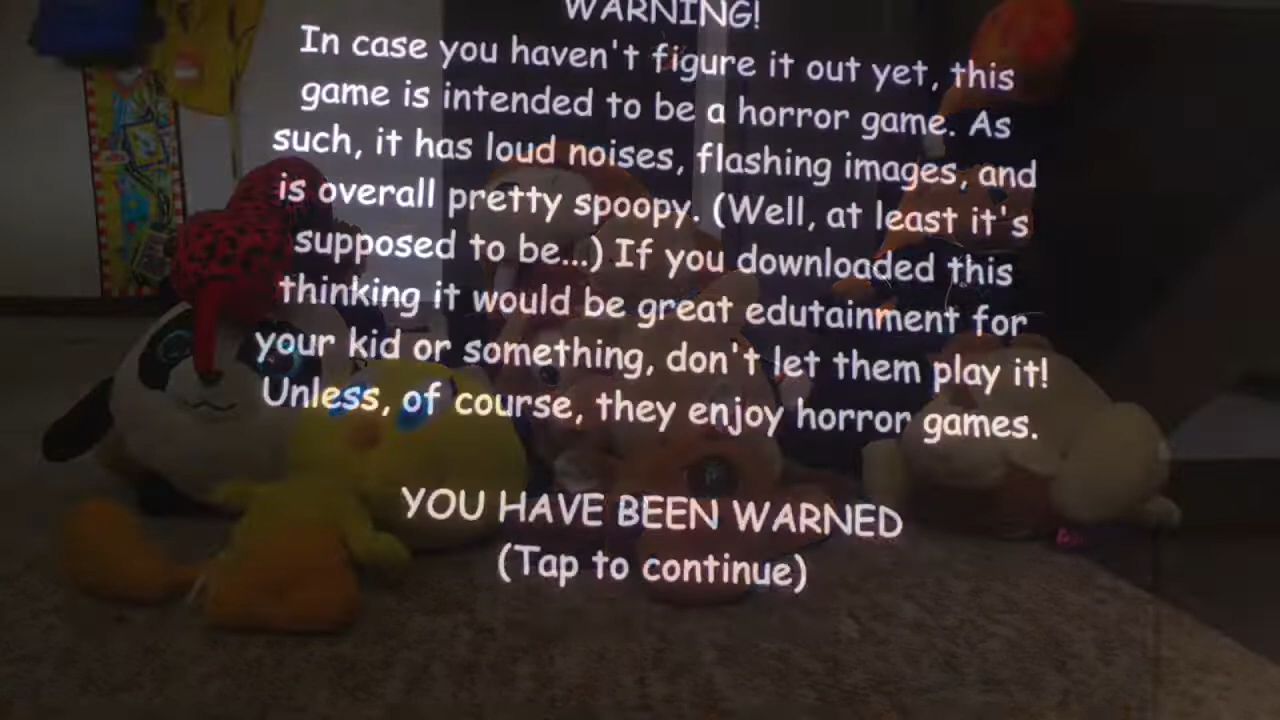 WARNING!
In case you haven't figure it out yet, this
game is intended to be a horror game. As
such, it has loud noises, flashing images, and
is overall pretty spoopy. (Well, at least it's
supposed to be...) If you downloaded this
thinking it would be great edutainment for
your kid or something, don't let them play it!
Unless, of course, they enjoy horror games.
YOU HAVE BEEN WARNED
(Tap to continue)